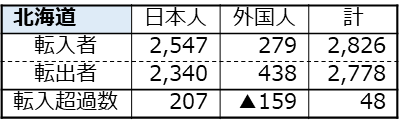 北海道 日本人 外国人 計
転入者 2,547 279 2,826
転出者 2,340 438 2,778
転入超過数 207 ▲159 48